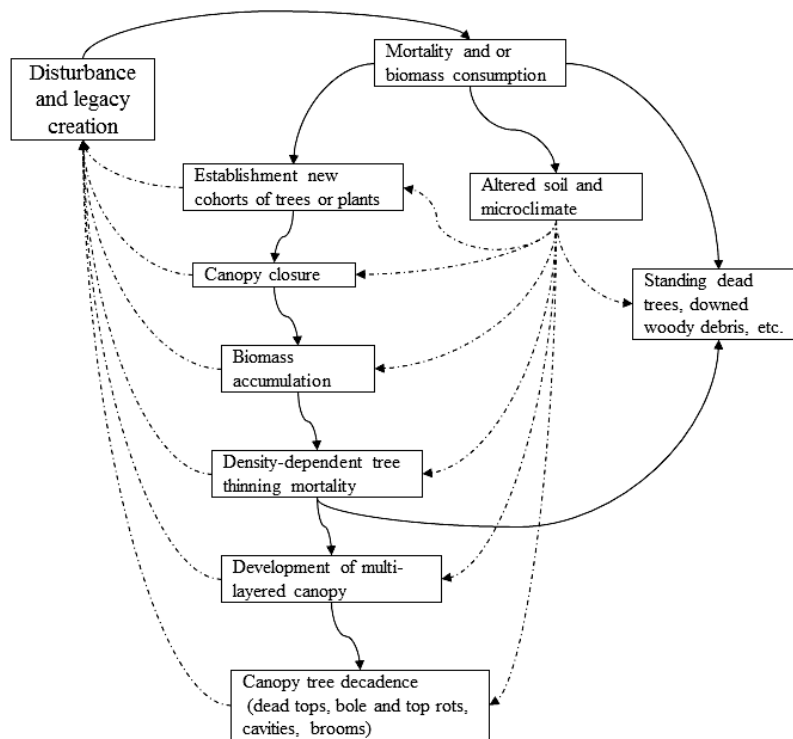 Mortality and or
biomass consumption
Disturbance
and legacy
creation
Establishment new
cohorts of trees or plants
Altered soil and
microclimate
Canopy closure
Standing dead
trees, downed
woody debris, etc.
Biomass
accumulation
Density-dependent tree
thinning mortality
Development of multi-
layered canopy
Canopy tree decadence
(dead tops, bole and top rots,
cavities, brooms)